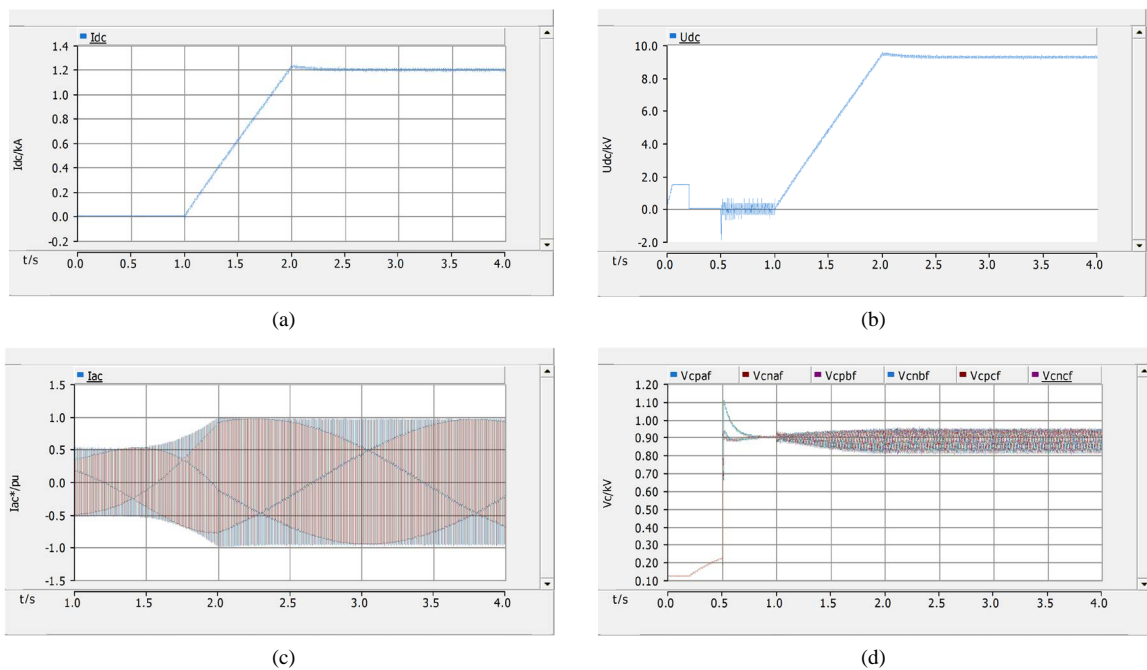 Idc
1.4
1.2
1.0
0.8
0.6
0.4
0.2
0.0
-0.2
Idc/kA
t/s
0.0 0.5 1.0 1.5 2.0 2.5 3.0 3.5 4.0
(a)
Udc
10.0
8.0
6.0
4.0
2.0
0.0
-2.0
Udc/kV
t/s
0.0 0.5 1.0 1.5 2.0 2.5 3.0 3.5 4.0
(b)
Iac
1.5
1.0
0.5
0.0
-0.5
-1.0
-1.5
Iac*/pu
t/s
1.0 1.5 2.0 2.5 3.0 3.5 4.0
(c)
Vcpaf Vcnaf Vcpbf Vcnbf Vcpcf Vcncf
1.20
1.10
1.00
0.90
0.80
0.70
0.60
0.50
0.40
0.30
0.20
0.10
Vc/kV
t/s
0.0 0.5 1.0 1.5 2.0 2.5 3.0 3.5 4.0
(d)